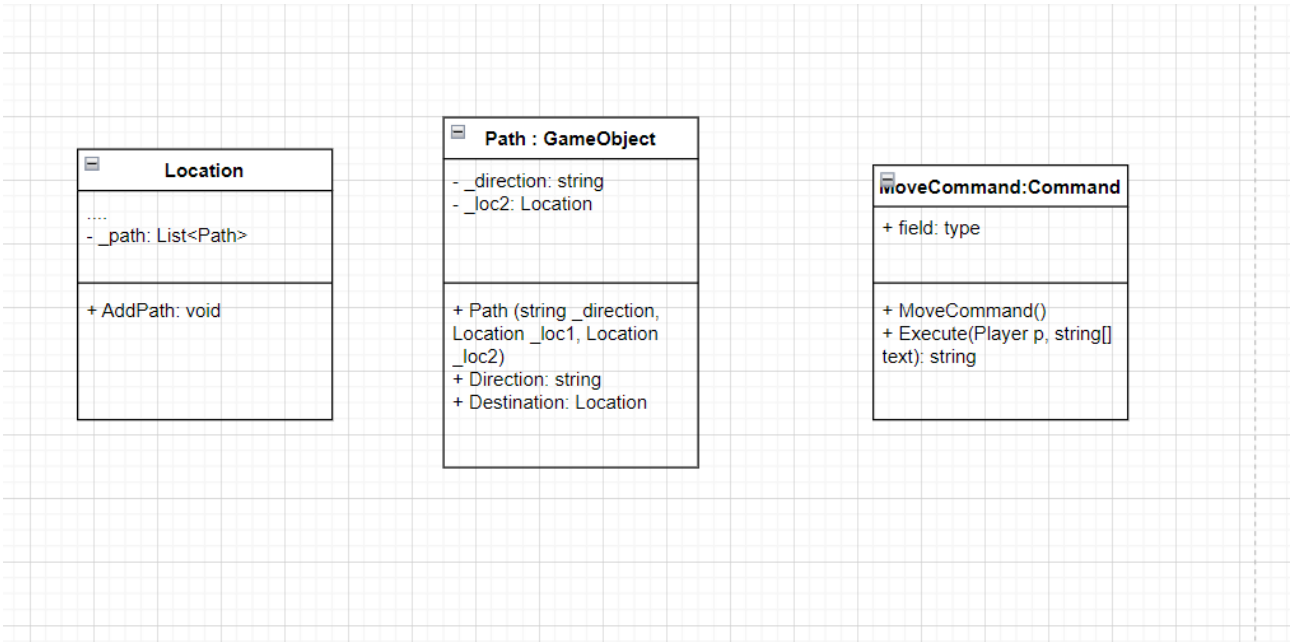 Location
....
- _path: List<Path>
+ AddPath: void
Path : GameObject
- _direction: string
- _loc2: Location
+ Path (string _direction,
Location _loc1, Location
_loc2)
+ Direction: string
+ Destination: Location
MoveCommand:Command
+ field: type
+ MoveCommand()
+ Execute(Player p, string[]
text): string